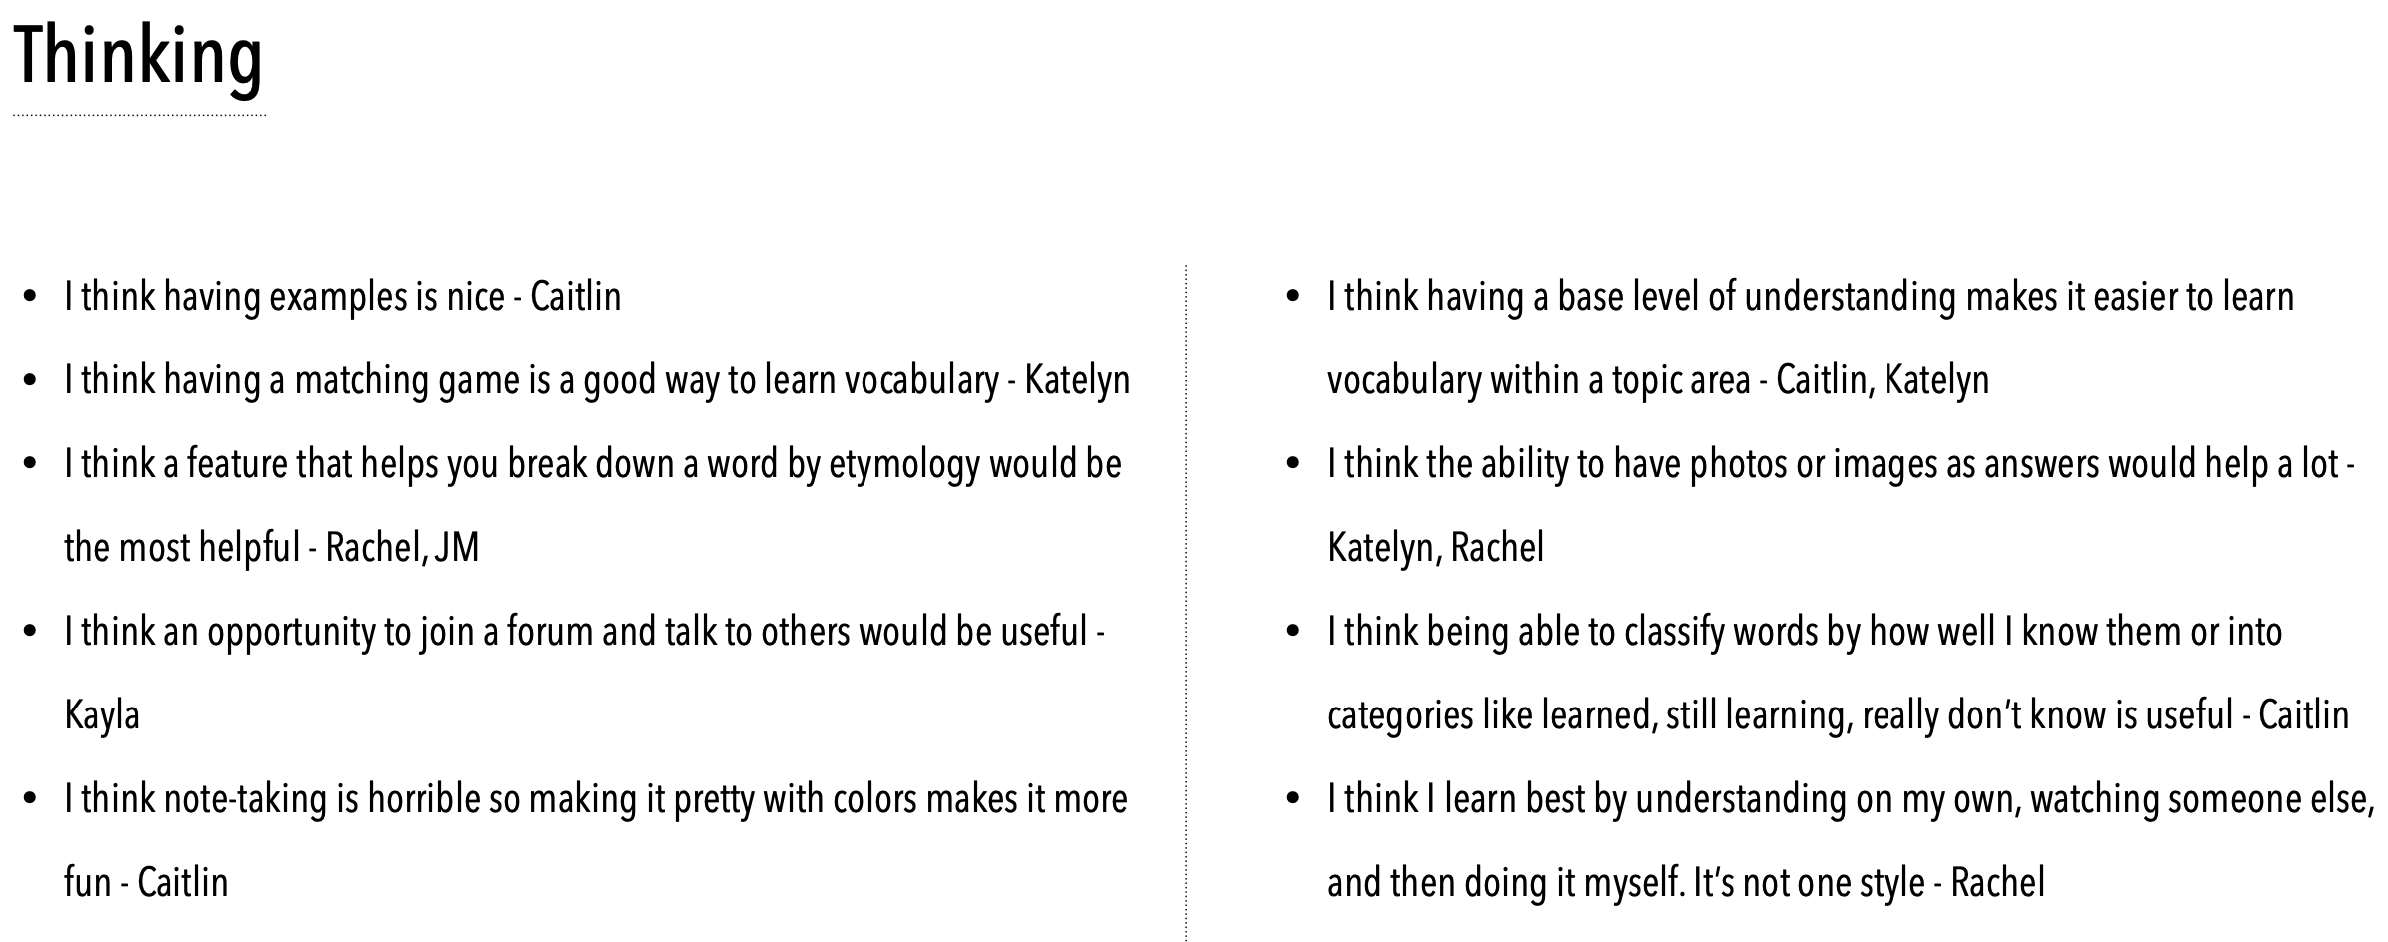 Thinking
• I think having examples is nice - Caitlin
• I think having a matching game is a good way to learn vocabulary - Katelyn
• I think a feature that helps you break down a word by etymology would be
the most helpful - Rachel, JM
• I think an opportunity to join a forum and talk to others would be useful -
Kayla
• I think note-taking is horrible so making it pretty with colors makes it more
fun - Caitlin
• I think having a base level of understanding makes it easier to learn
vocabulary within a topic area - Caitlin, Katelyn
• I think the ability to have photos or images as answers would help a lot -
Katelyn, Rachel
• I think being able to classify words by how well I know them or into
categories like learned, still learning, really don’t know is useful - Caitlin
• I think I learn best by understanding on my own, watching someone else,
and then doing it myself. It’s not one style - Rachel